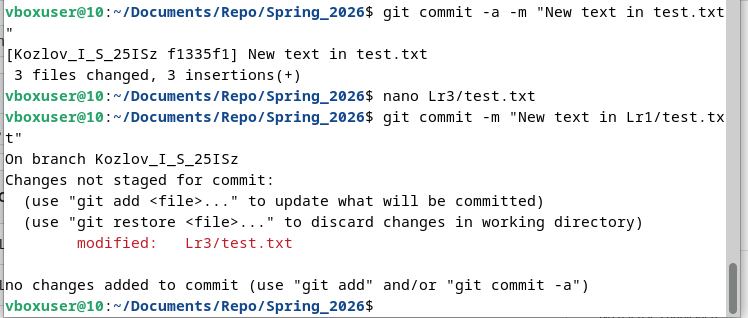 vboxuser@10:~/Documents/Repo/Spring_2026$ git commit -a -m "New text in test.txt
"
[Kozlov_I_S_25ISz f1335f1] New text in test.txt
 3 files changed, 3 insertions(+)
vboxuser@10:~/Documents/Repo/Spring_2026$ nano Lr3/test.txt
vboxuser@10:~/Documents/Repo/Spring_2026$ git commit -m "New text in Lr1/test.tx
t"
On branch Kozlov_I_S_25ISz
Changes not staged for commit:
  (use "git add <file>..." to update what will be committed)
  (use "git restore <file>..." to discard changes in working directory)
        modified:   Lr3/test.txt

no changes added to commit (use "git add" and/or "git commit -a")
vboxuser@10:~/Documents/Repo/Spring_2026$